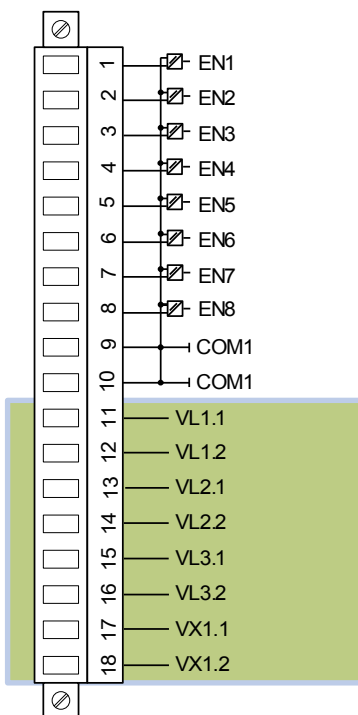 1 EN1
2 EN2
3 EN3
4 EN4
5 EN5
6 EN6
7 EN7
8 EN8
9 COM1
10 COM1
11 VL1.1
12 VL1.2
13 VL2.1
14 VL2.2
15 VL3.1
16 VL3.2
17 VX1.1
18 VX1.2